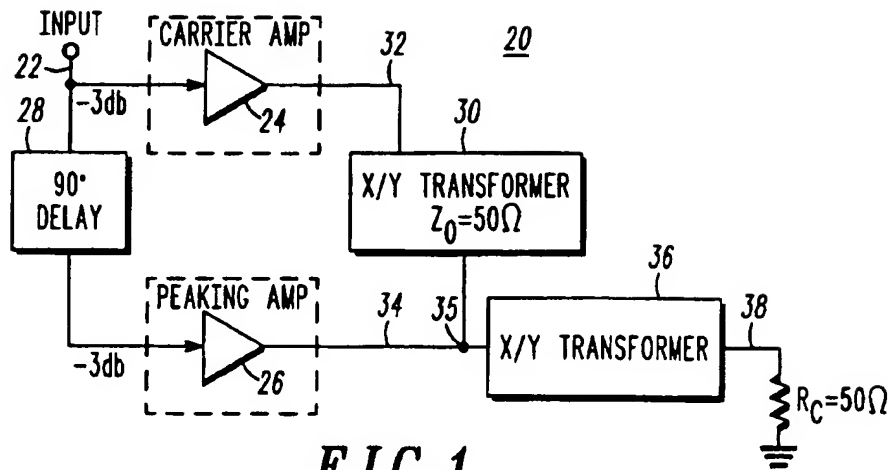 INPUT
22
-3db
28
90°
DELAY
-3db
CARRIER AMP
24
32
20
30
X/Y TRANSFORMER
Z0=50Ω
PEAKING AMP
26
34
35
36
X/Y TRANSFORMER
38
RC=50Ω
FIG.1